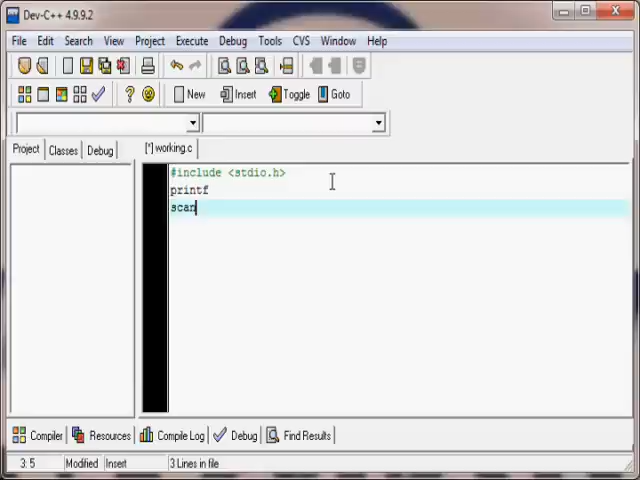 Dev-C++ 4.9.9.2
File Edit Search View Project Execute Debug Tools CVS Window Help
New Insert Toggle Goto
Project Classes Debug [*] working.c
#include <stdio.h>
printf
scan
Compiler Resources Compile Log Debug Find Results
3: 5 Modified Insert 3 Lines in file